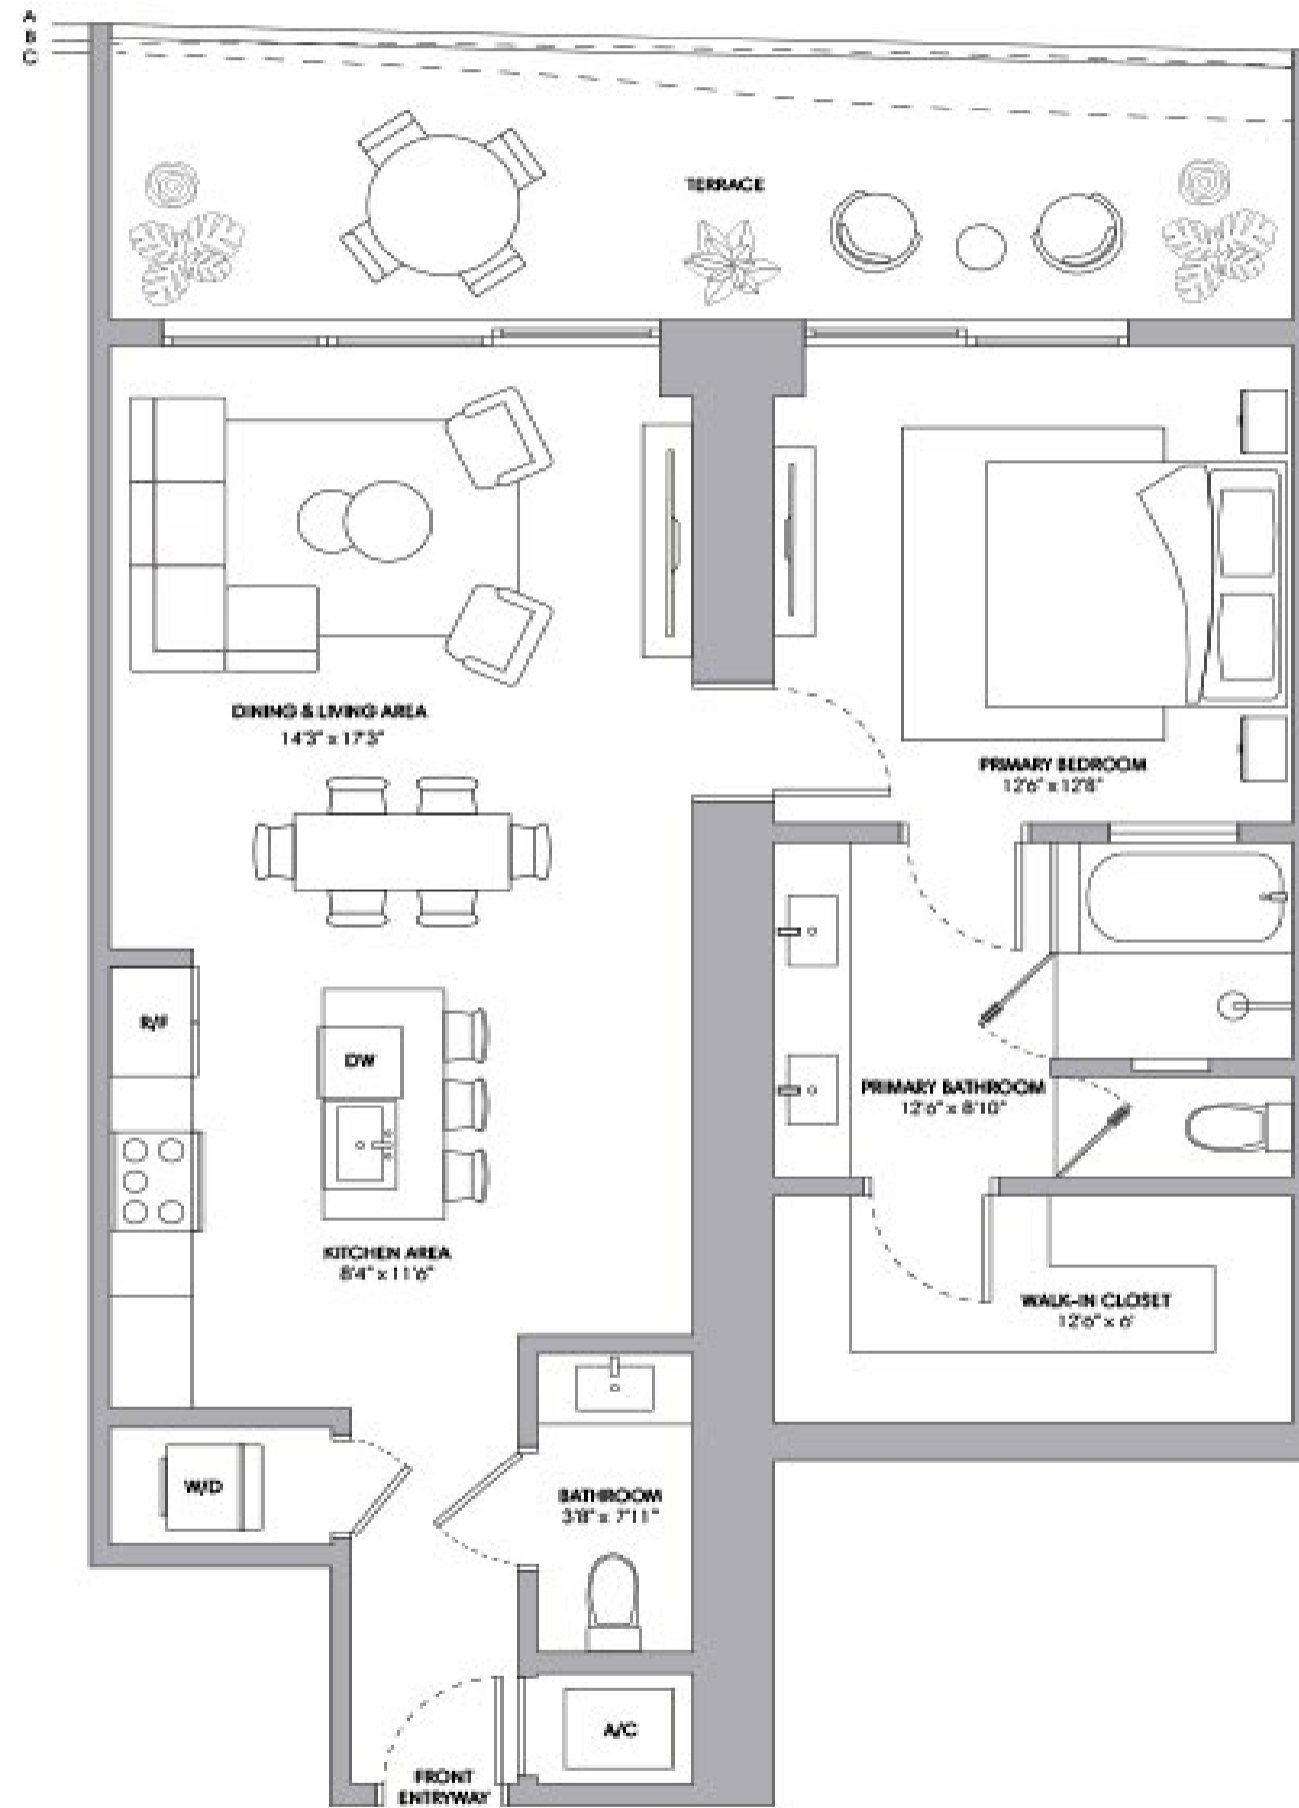 A
B
C
TERRACE
DINING & LIVING AREA
14'3" x 17'3"
PRIMARY BEDROOM
12'6" x 12'8"
R/F
DW
PRIMARY BATHROOM
12'6" x 8'10"
KITCHEN AREA
8'4" x 11'6"
WALK-IN CLOSET
12'6" x 6'
W/D
BATHROOM
3'8" x 7'11"
A/C
FRONT
ENTRYWAY